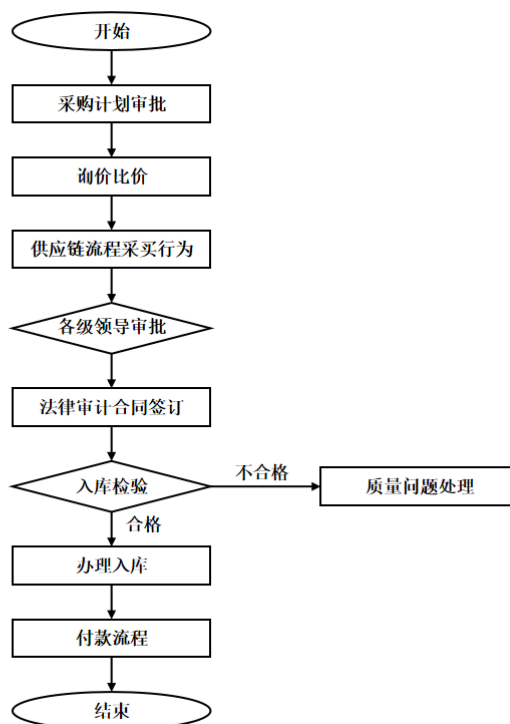 开始
采购计划审批
询价比价
供应链流程采买行为
各级领导审批
法律审计合同签订
入库检验
不合格
质量问题处理
合格
办理入库
付款流程
结束